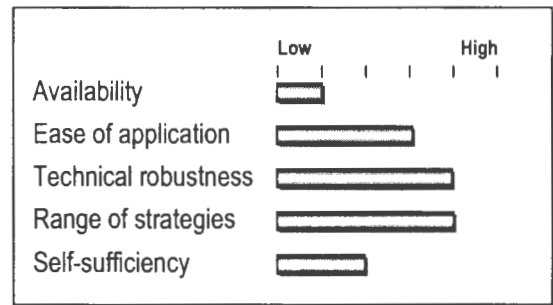 Low High
Availability
Ease of application
Technical robustness
Range of strategies
Self-sufficiency